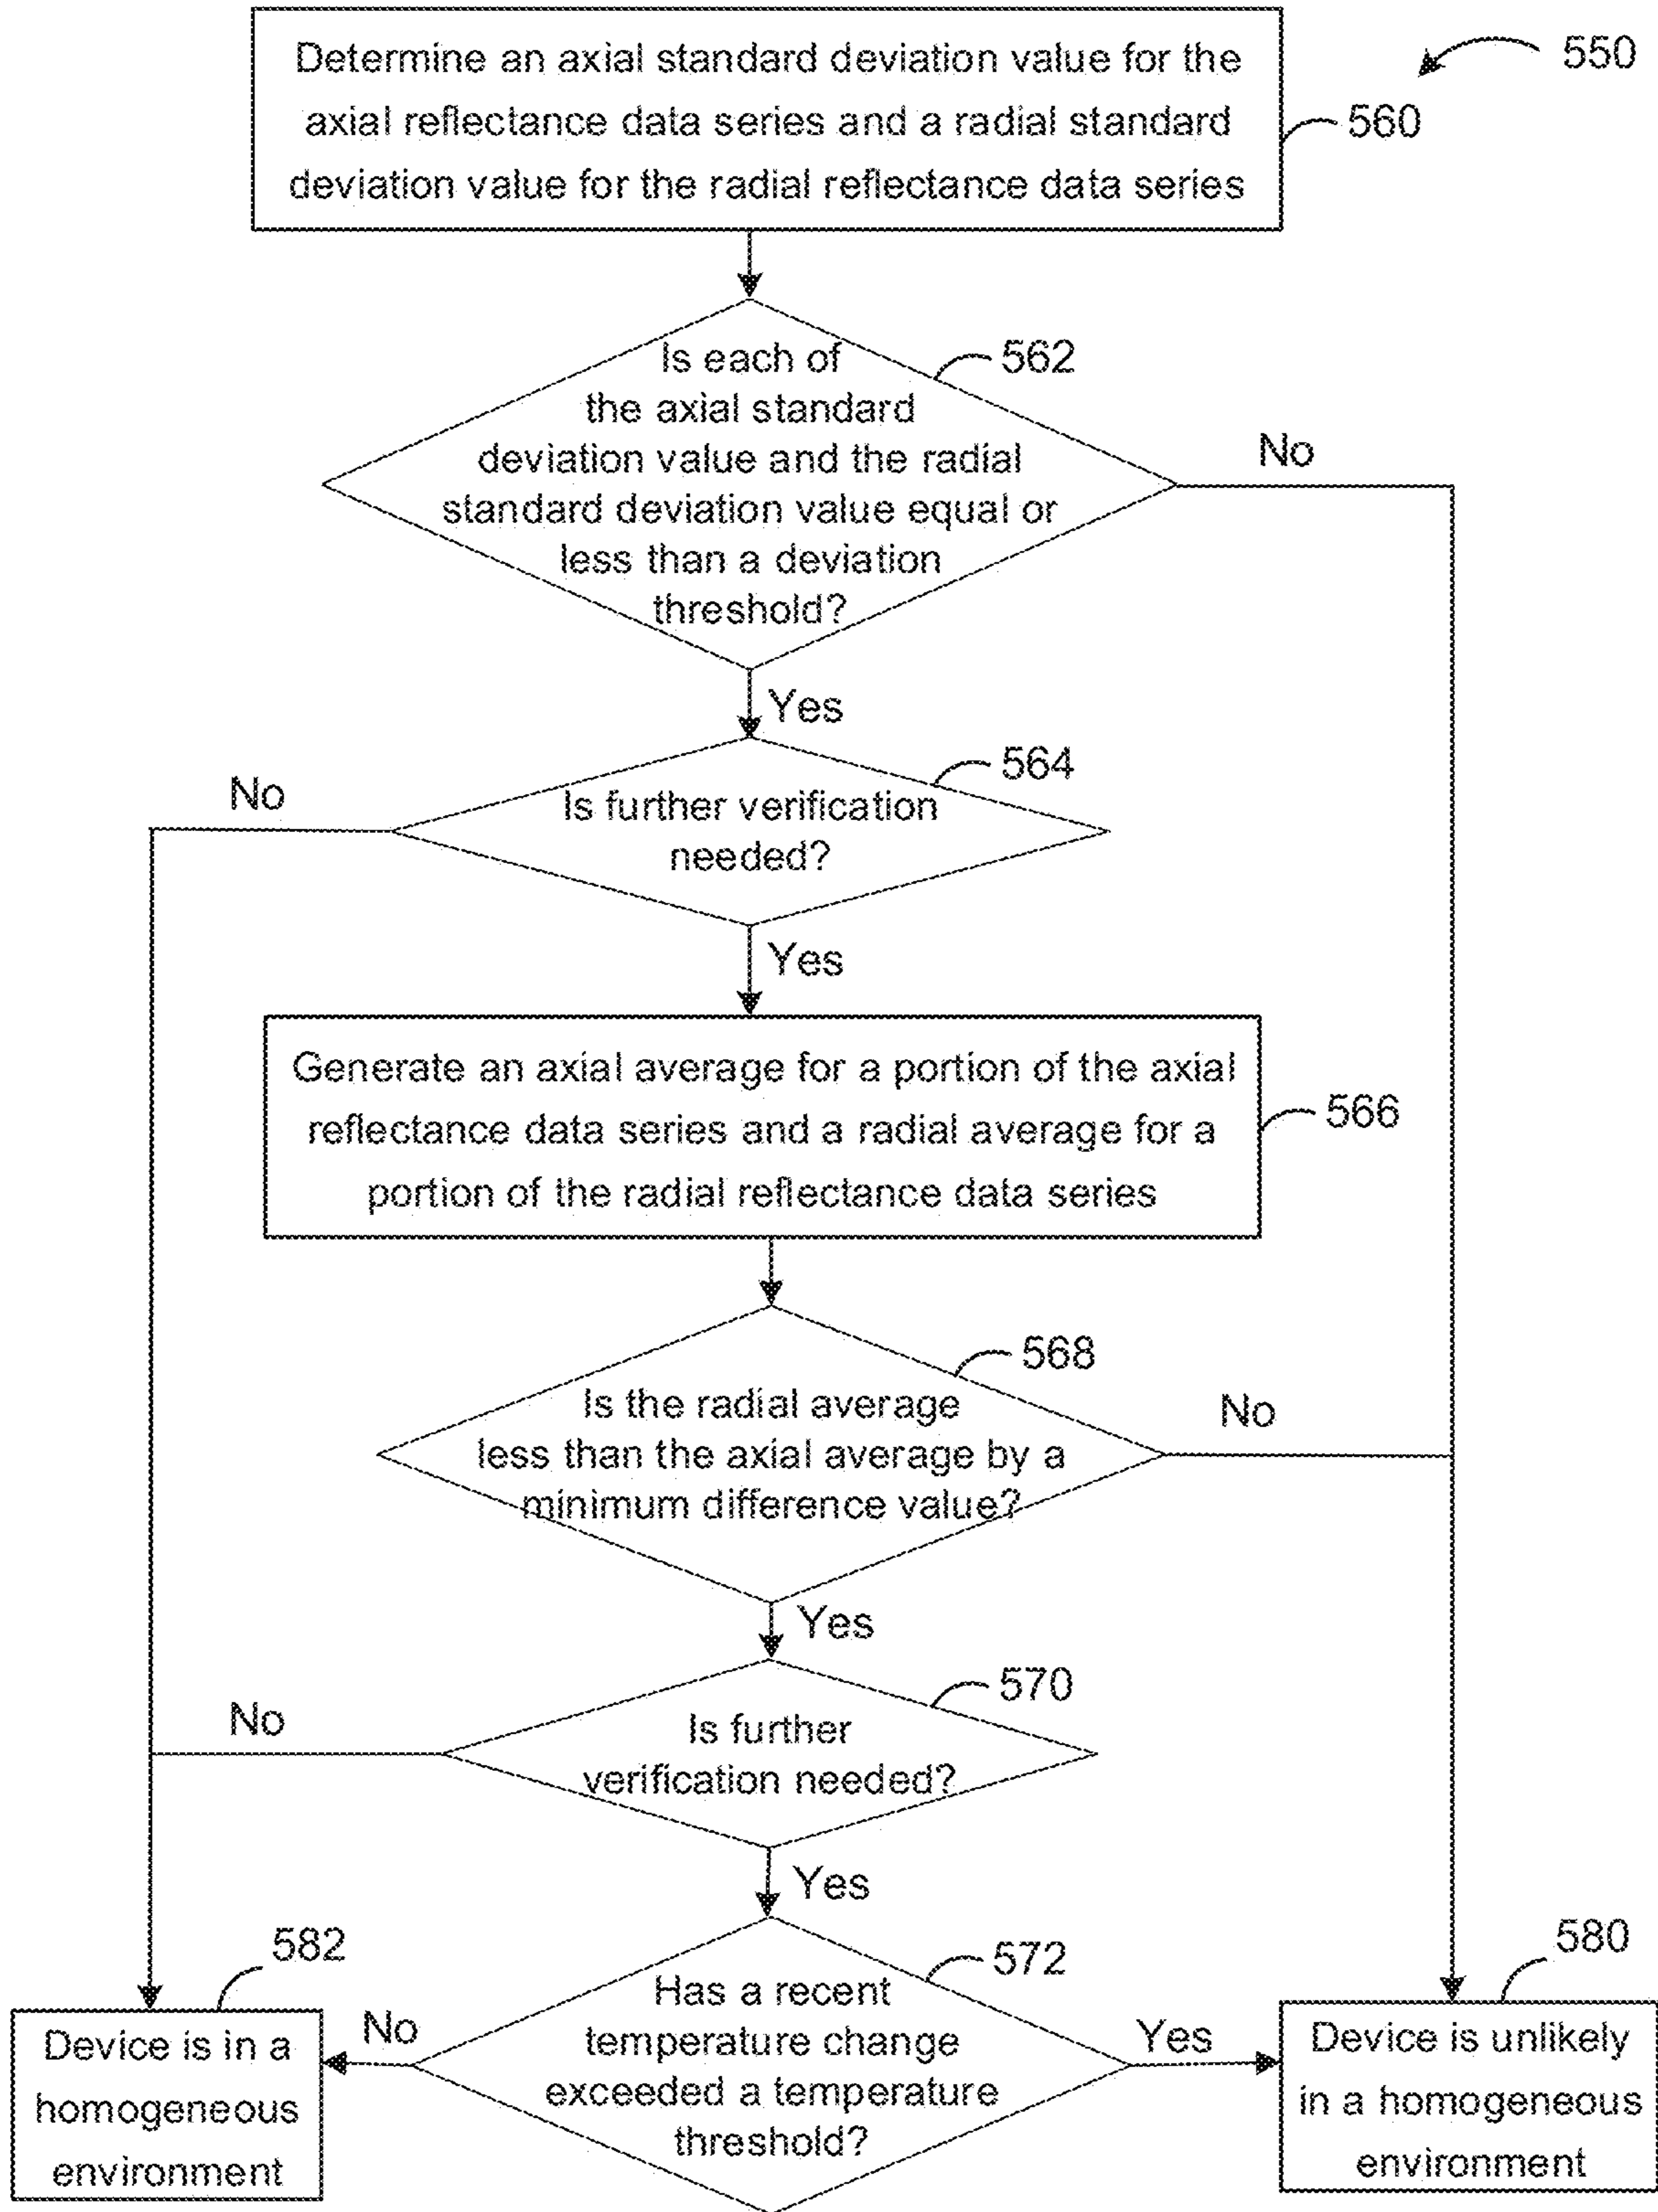 Determine an axial standard deviation value for the
axial reflectance data series and a radial standard
deviation value for the radial reflectance data series
550
560
Is each of
the axial standard
deviation value and the radial
standard deviation value equal or
less than a deviation
threshold?
562
No
Yes
564
No
Is further verification
needed?
Yes
Generate an axial average for a portion of the axial
reflectance data series and a radial average for a
portion of the radial reflectance data series
566
568
Is the radial average
less than the axial average by a
minimum difference value?
No
Yes
570
No
Is further
verification needed?
Yes
582
572
580
Device is in a
homogeneous
environment
No
Has a recent
temperature change
exceeded a temperature
threshold?
Yes
Device is unlikely
in a homogeneous
environment